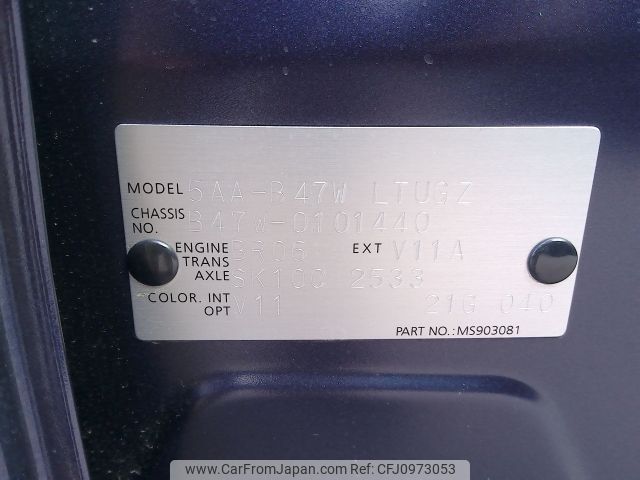 MODEL 5AA-B47W LTUGZ
CHASSIS NO. B47W-0101440
ENGINE BR06 EXT V11A
TRANS AXLE SK10C 2533
COLOR. INT V11 21G 040
OPT
PART NO.:MS903081
www.CarFromJapan.com | Ref No.: CFJ0973053